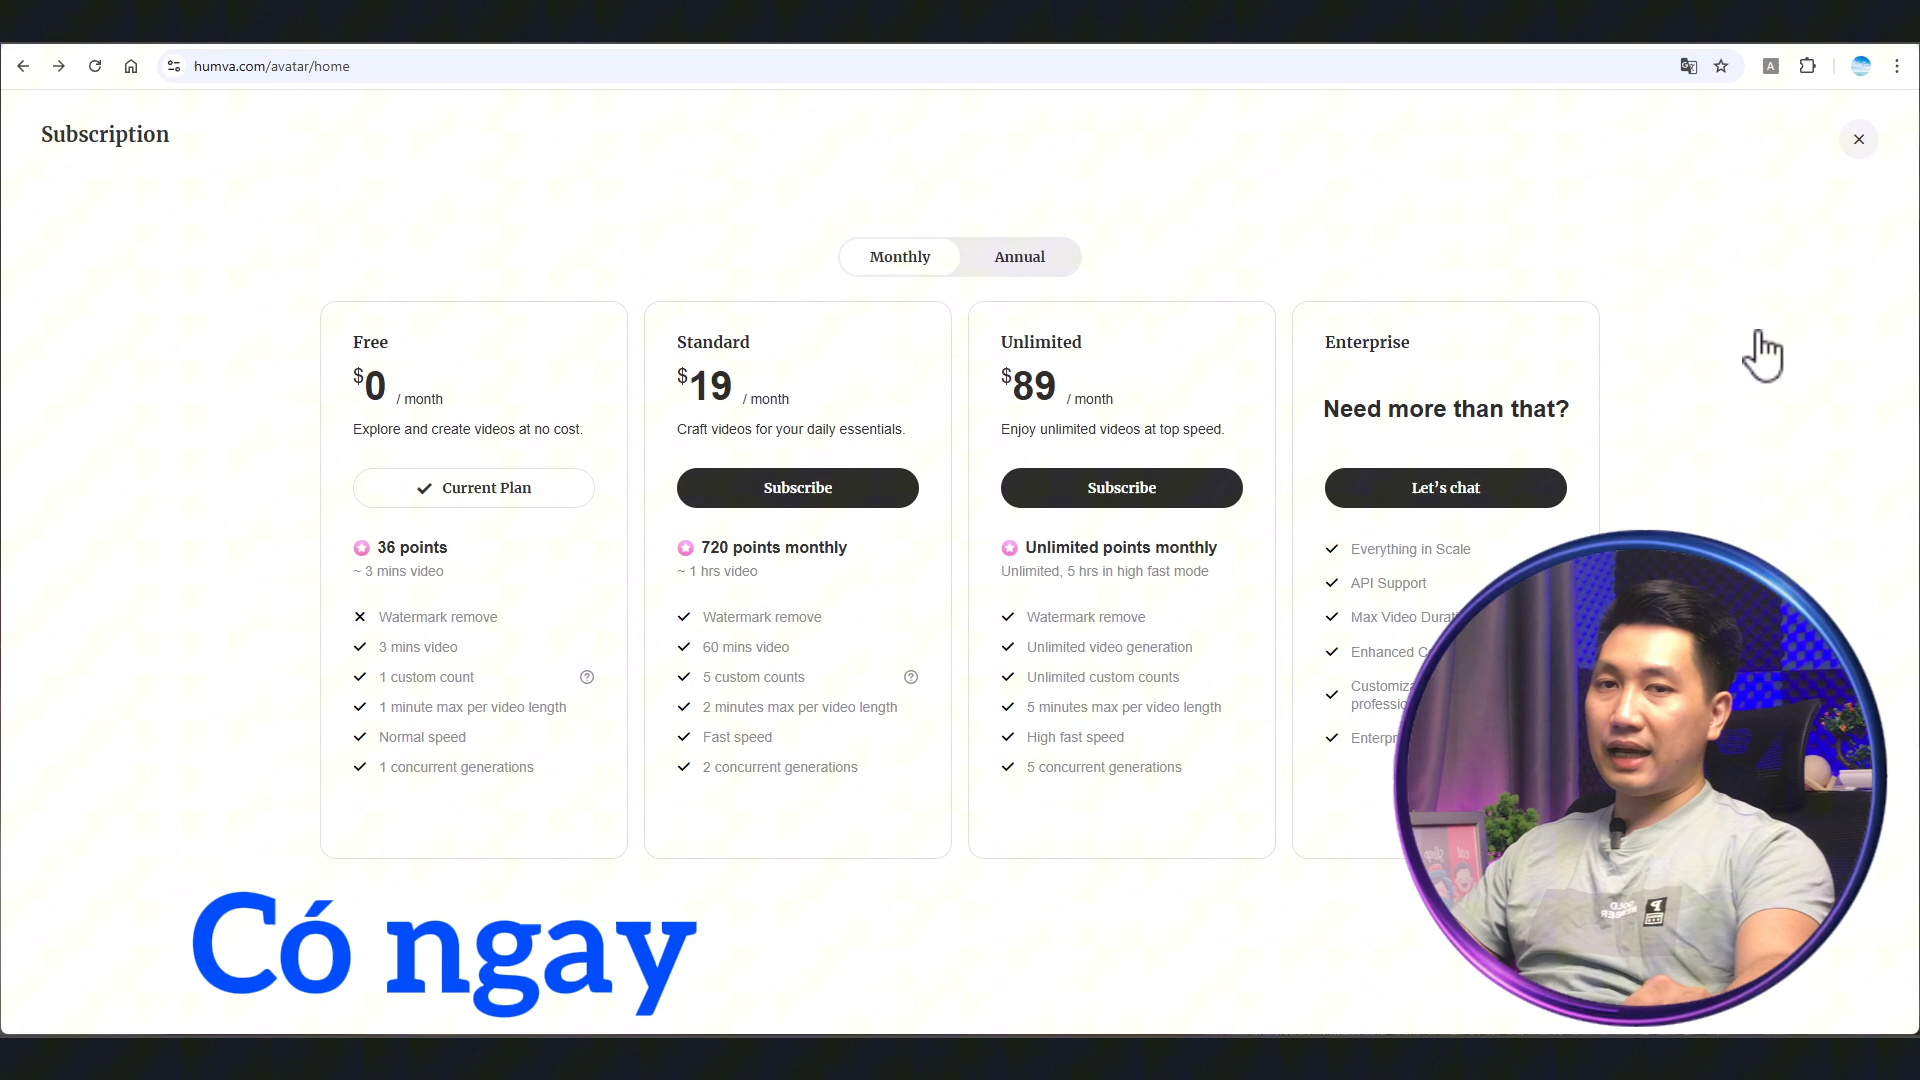 humva.com/avatar/home
Subscription
Monthly
Annual
Free
$0 / month
Explore and create videos at no cost.
Current Plan
36 points
~ 3 mins video
Watermark remove
3 mins video
1 custom count
1 minute max per video length
Normal speed
1 concurrent generations
Standard
$19 / month
Craft videos for your daily essentials.
Subscribe
720 points monthly
~ 1 hrs video
Watermark remove
60 mins video
5 custom counts
2 minutes max per video length
Fast speed
2 concurrent generations
Unlimited
$89 / month
Enjoy unlimited videos at top speed.
Subscribe
Unlimited points monthly
Unlimited, 5 hrs in high fast mode
Watermark remove
Unlimited video generation
Unlimited custom counts
5 minutes max per video length
High fast speed
5 concurrent generations
Enterprise
Need more than that?
Let's chat
Everything in Scale
API Support
Max Video
Enhanced
Có ngay